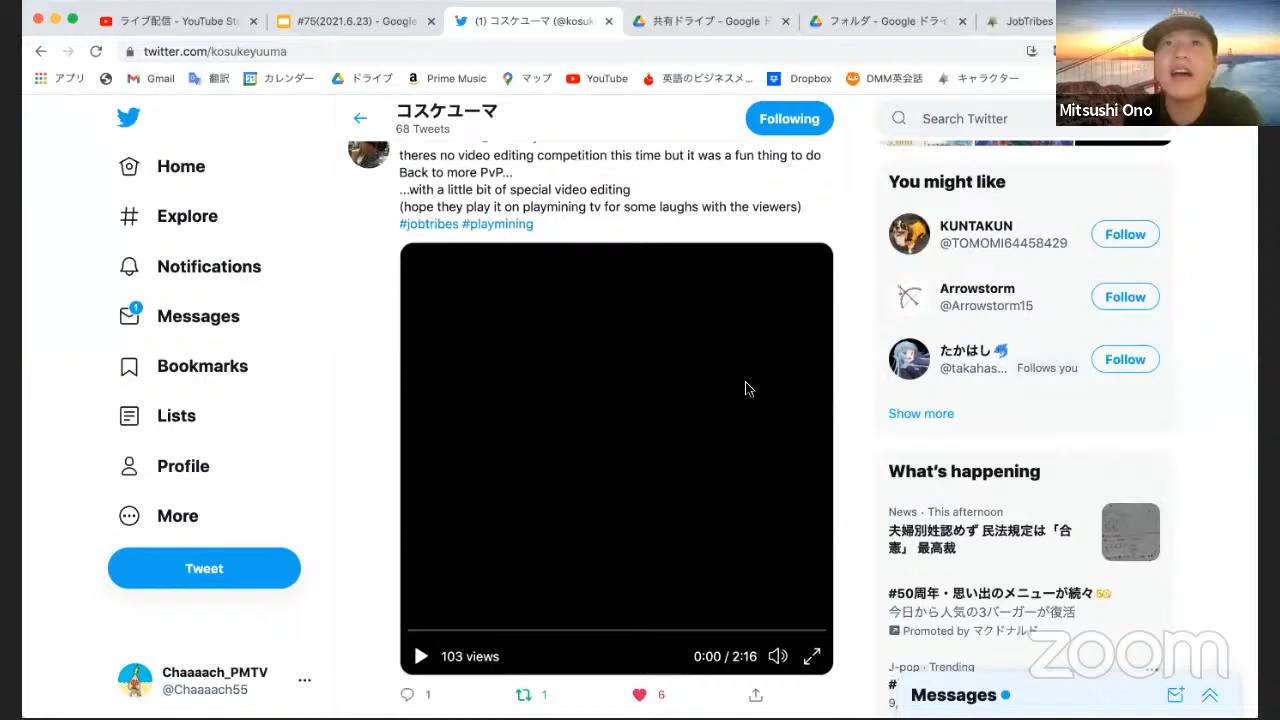 ライブ配信 - YouTube Stu
#75(2021.6.23) - Google
(1) コスケユーマ (@kosuk
共有ドライブ - Google ド
フォルダ - Google ドライ
JobTribes
twitter.com/kosukeyuuma
アプリ
Gmail
翻訳
カレンダー
ドライブ
Prime Music
マップ
YouTube
英語のビジネスメ...
Dropbox
DMM英会話
キャラクター
Mitsushi Ono
Home
Explore
Notifications
1
Messages
Bookmarks
Lists
Profile
More
Tweet
Chaaaach_PMTV
@Chaaaach55
コスケユーマ
68 Tweets
Following
theres no video editing competition this time but it was a fun thing to do
Back to more PvP...
...with a little bit of special video editing
(hope they play it on playmining tv for some laughs with the viewers)
#jobtribes #playmining
103 views
0:00 / 2:16
1
1
6
Search Twitter
You might like
KUNTAKUN
@TOMOMI64458429
Follow
Arrowstorm
@Arrowstorm15
Follow
たかはし
@takahas... Follows you
Follow
Show more
What's happening
News · This afternoon
夫婦別姓認めず 民法規定は「合
憲」 最高裁
#50周年・思い出のメニューが続々
今日から人気の3バーガーが復活
Promoted by マクドナルド
J-pop · Trending
#
9,
Messages
zoom